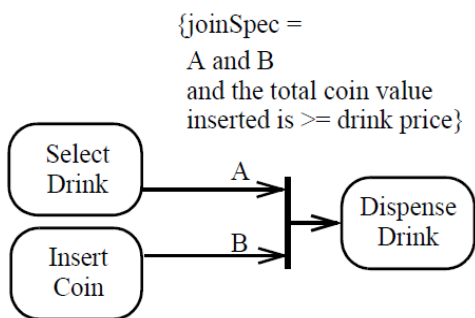 {joinSpec =
A and B
and the total coin value
inserted is >= drink price}
Select
Drink
A
Insert
Coin
B
Dispense
Drink